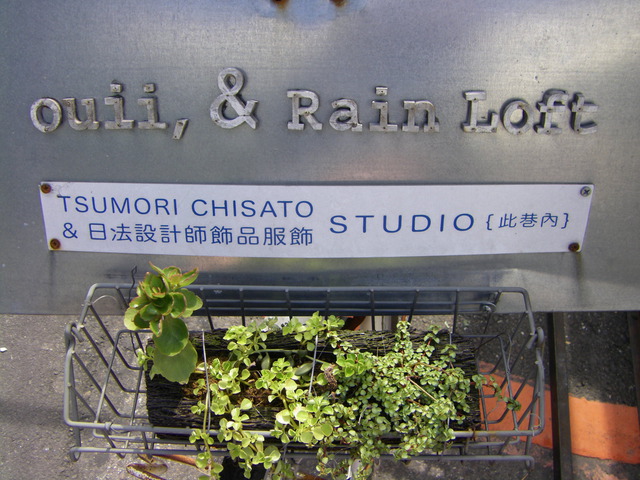 ouii, & Rain Loft
TSUMORI CHISATO
& 日法設計師飾品服飾
STUDIO {此巷內}